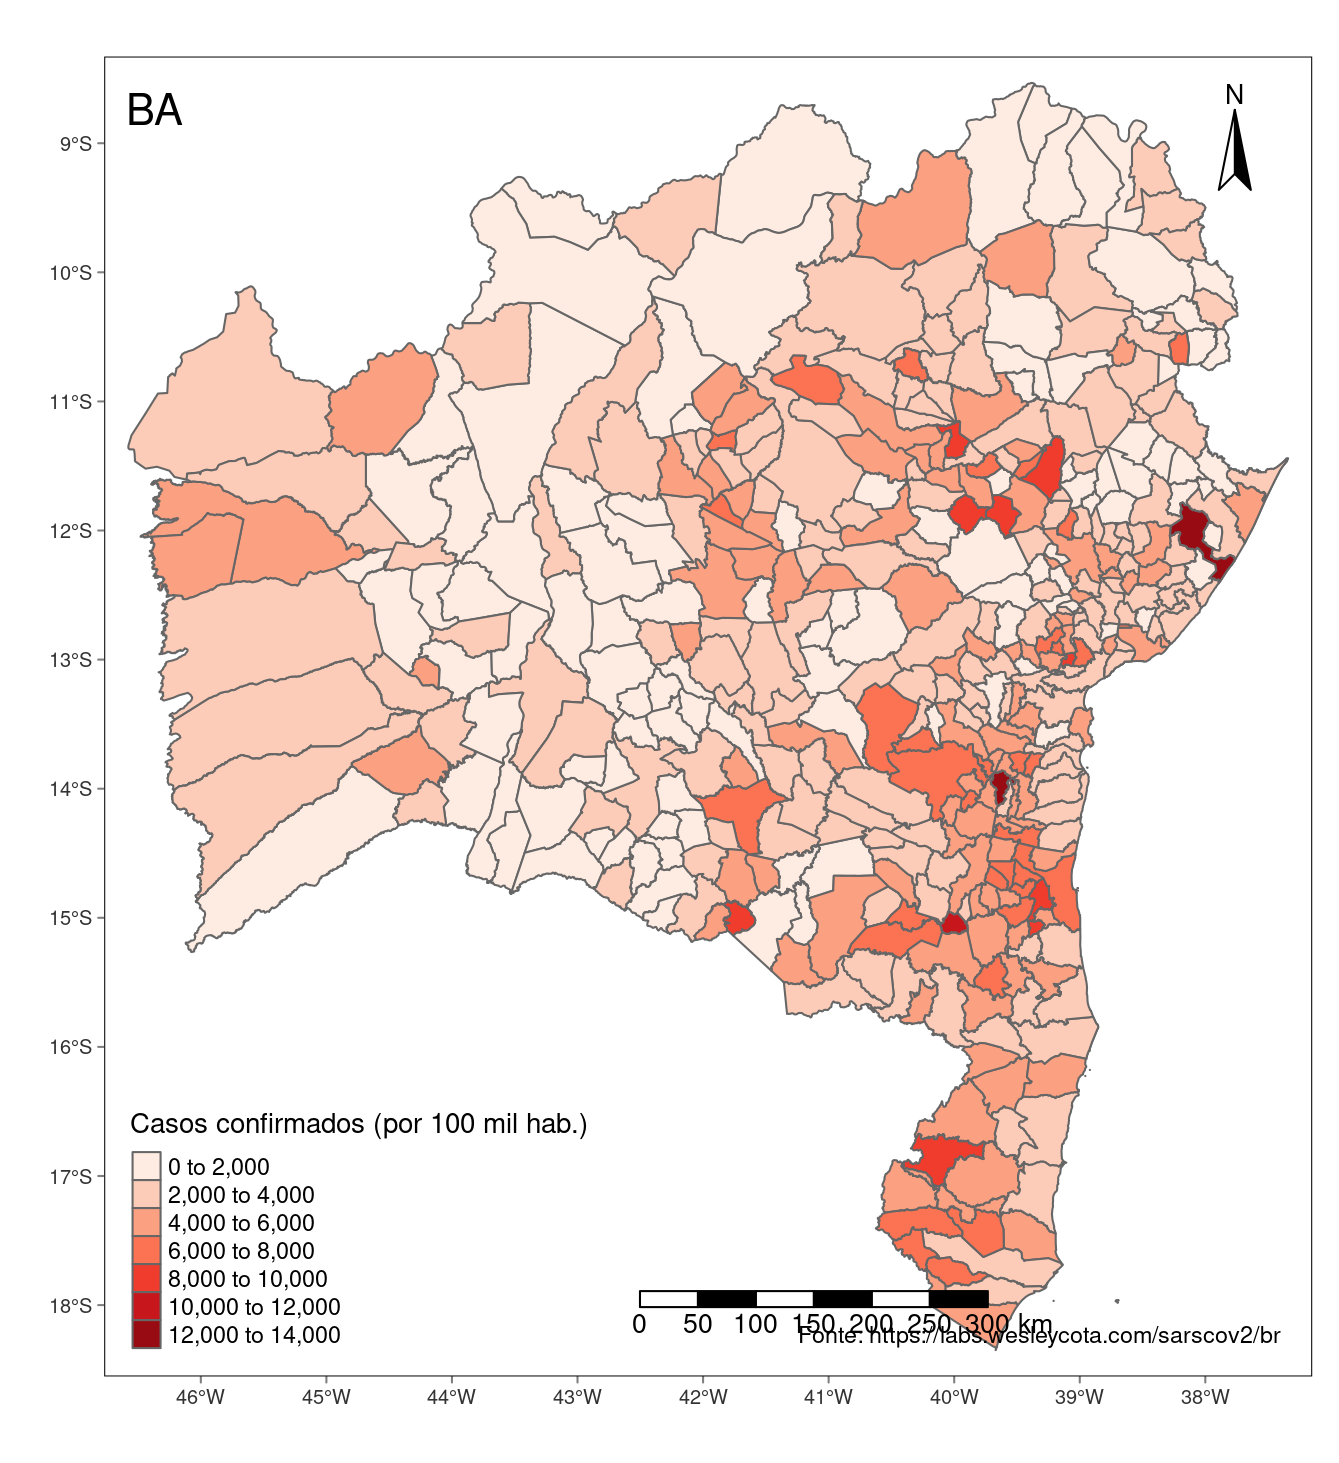 BA
N
9°S
10°S
11°S
12°S
13°S
14°S
15°S
16°S
17°S
18°S
Casos confirmados (por 100 mil hab.)
0 to 2,000
2,000 to 4,000
4,000 to 6,000
6,000 to 8,000
8,000 to 10,000
10,000 to 12,000
12,000 to 14,000
0 50 100 150 200 250 300 km
Fonte: https://labs.wesleycota.com/sarscov2/br
46°W 45°W 44°W 43°W 42°W 41°W 40°W 39°W 38°W